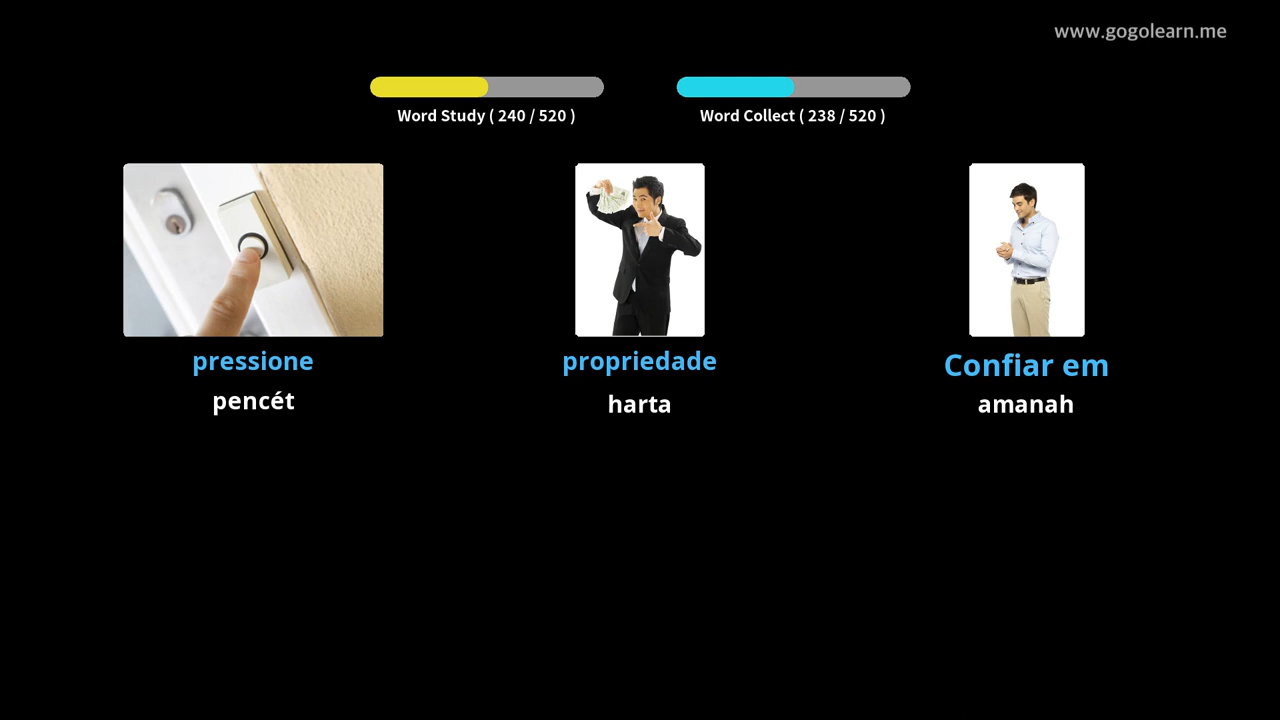 www.gogolearn.me
Word Study ( 240 / 520 )
Word Collect ( 238 / 520 )
pressione
pencét
propriedade
harta
Confiar em
amanah